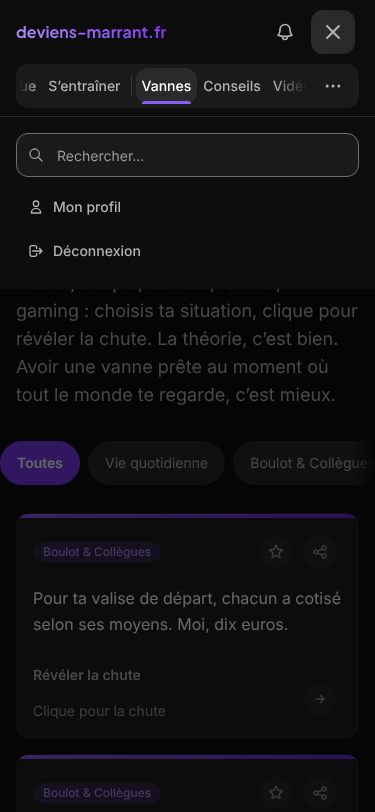 deviens-marrant.fr
S'entraîner
Vannes
Conseils
Rechercher...
Mon profil
Déconnexion
gaming : choisis ta situation, clique pour
révéler la chute. La théorie, c'est bien.
Avoir une vanne prête au moment où
tout le monde te regarde, c'est mieux.
Toutes
Vie quotidienne
Boulot & Collègues
Boulot & Collègues
Pour ta valise de départ, chacun a cotisé
selon ses moyens. Moi, dix euros.
Révéler la chute
Clique pour la chute
Boulot & Collègues